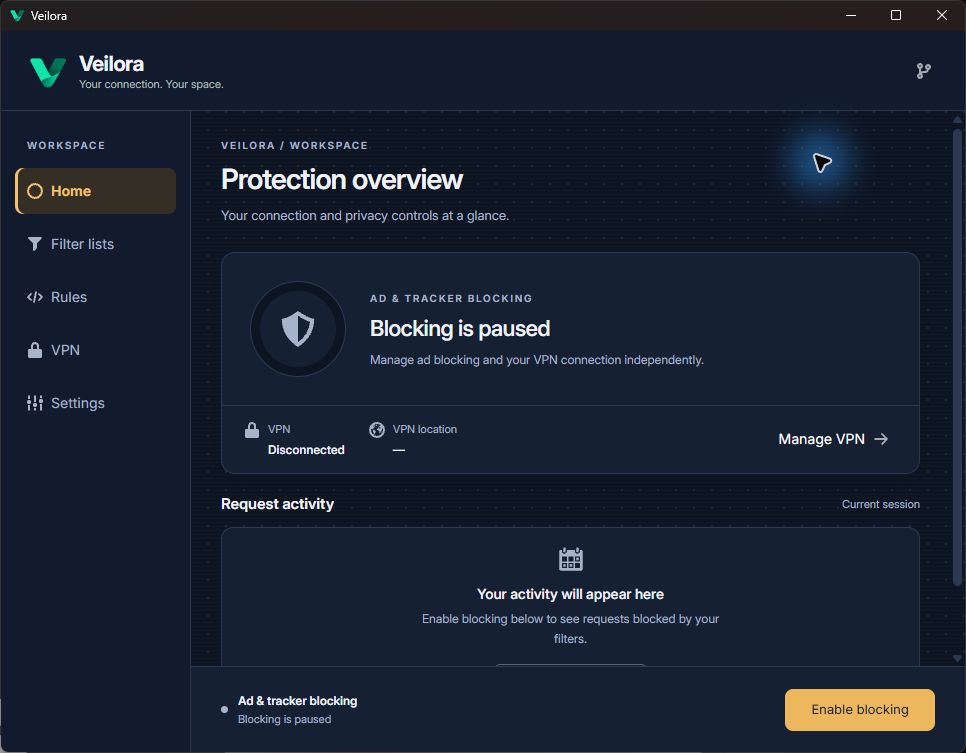 Veilora
Veilora
Your connection. Your space.
WORKSPACE
Home
Filter lists
Rules
VPN
Settings
VEILORA / WORKSPACE
Protection overview
Your connection and privacy controls at a glance.
AD & TRACKER BLOCKING
Blocking is paused
Manage ad blocking and your VPN connection independently.
VPN
Disconnected
VPN location
—
Manage VPN
Request activity
Current session
Your activity will appear here
Enable blocking below to see requests blocked by your
filters.
Ad & tracker blocking
Blocking is paused
Enable blocking